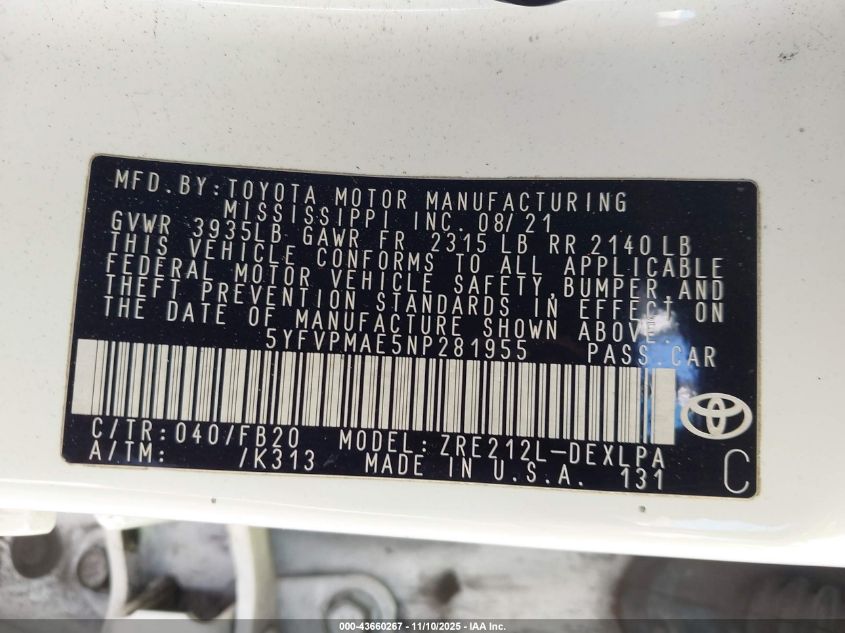 MFD.BY:TOYOTA MOTOR MANUFACTURING
MISSISSIPPI INC. 08/21
GVWR 3935LB GAWR FR 2315 LB RR 2140 LB
THIS VEHICLE CONFORMS TO ALL APPLICABLE
FEDERAL MOTOR VEHICLE SAFETY,BUMPER AND
THEFT PREVENTION STANDARDS IN EFFECT ON
THE DATE OF MANUFACTURE SHOWN ABOVE.
5YFVPMAE5NP281955 PASS.CAR
C/TR:040/FB20 MODEL:ZRE212L-DEXLPA
A/TM: /K313 MADE IN U.S.A. 131
C
000-43660267 - 11/10/2025 - IAA Inc.